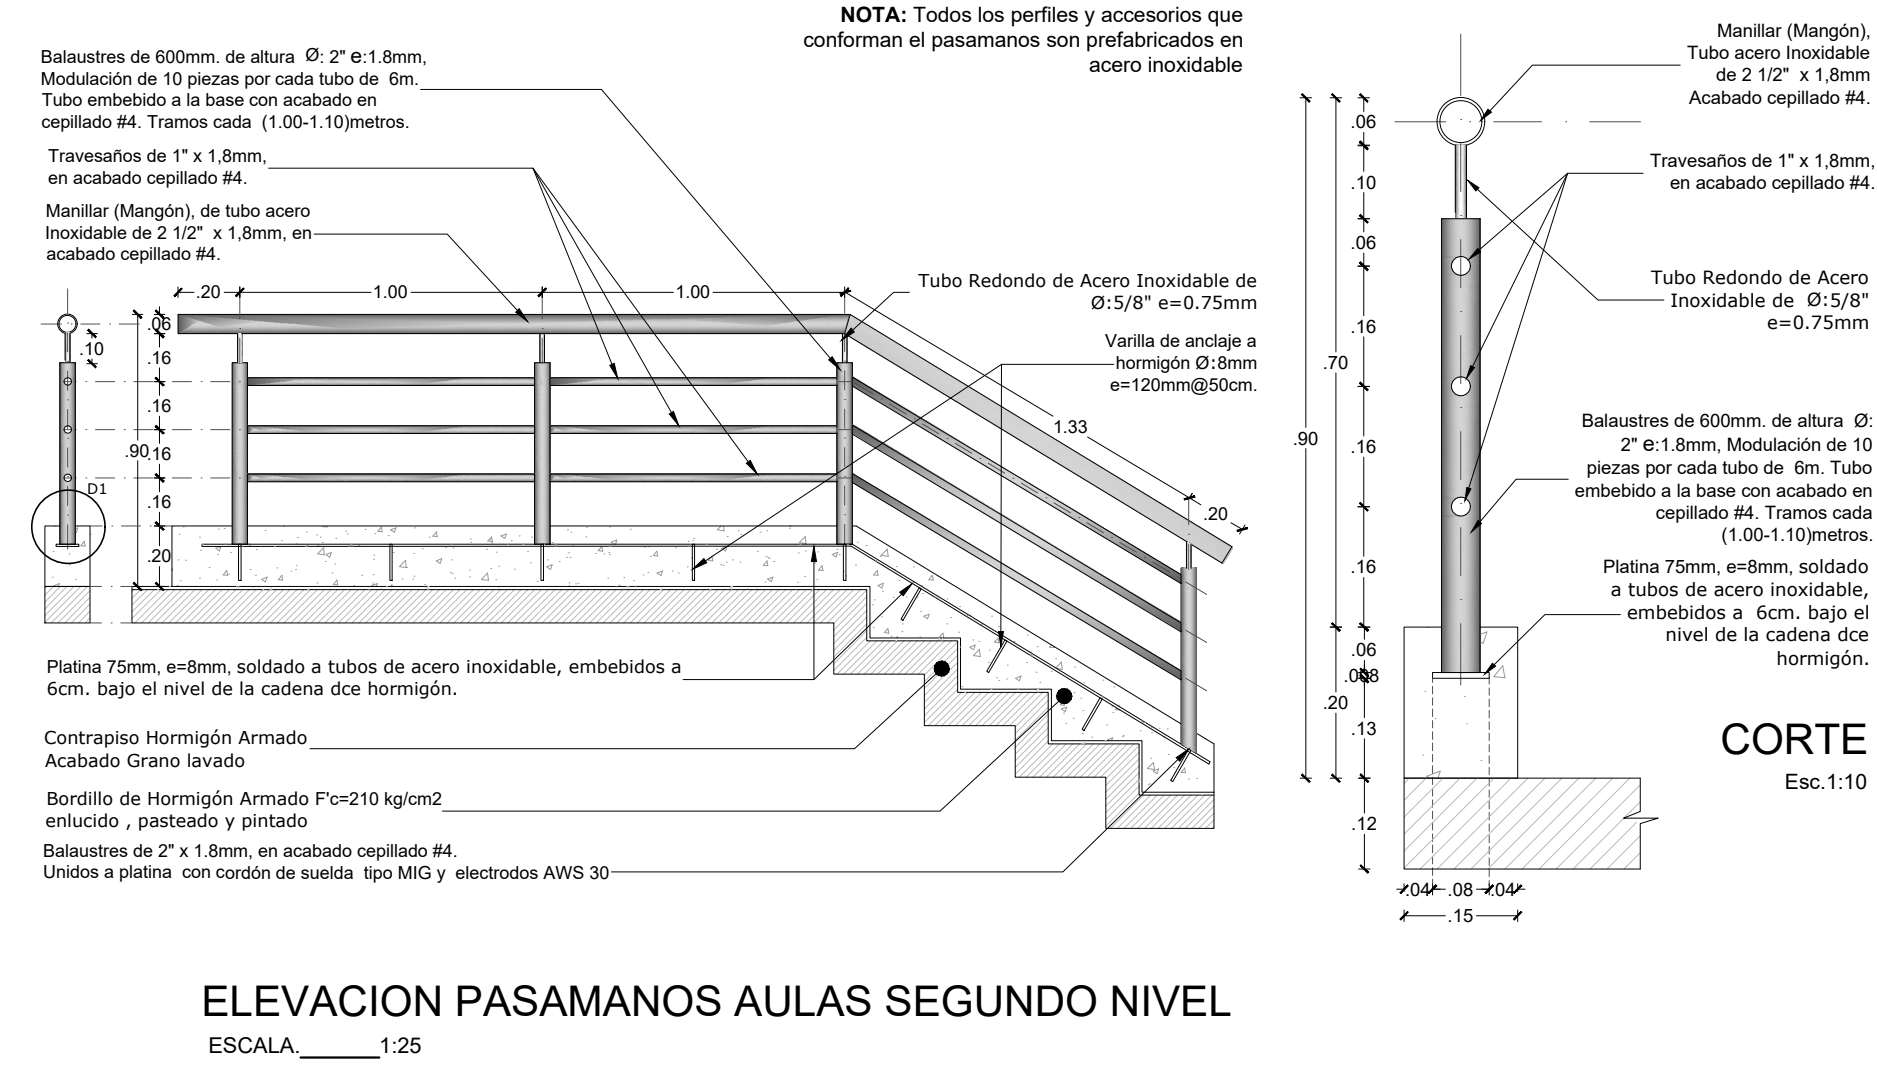 NOTA: Todos los perfiles y accesorios que
conforman el pasamanos son prefabricados en
acero inoxidable
Balaustres de 600mm. de altura Ø: 2" e:1.8mm,
Modulación de 10 piezas por cada tubo de 6m.
Tubo embebido a la base con acabado en
cepillado #4. Tramos cada (1.00-1.10)metros.
Travesaños de 1" x 1,8mm,
en acabado cepillado #4.
Manillar (Mangón), de tubo acero
Inoxidable de 2 1/2" x 1,8mm, en
acabado cepillado #4.
Tubo Redondo de Acero Inoxidable de
Ø:5/8" e=0.75mm
Varilla de anclaje a
hormigón Ø:8mm
e=120mm@50cm.
.20
1.00
1.00
1.33
.20
.06
.10
.16
.16
.90
.16
.16
.20
D1
Platina 75mm, e=8mm, soldado a tubos de acero inoxidable, embebidos a
6cm. bajo el nivel de la cadena dce hormigón.
Contrapiso Hormigón Armado
Acabado Grano lavado
Bordillo de Hormigón Armado F'c=210 kg/cm2
enlucido , pasteado y pintado
Balaustres de 2" x 1.8mm, en acabado cepillado #4.
Unidos a platina con cordón de suelda tipo MIG y electrodos AWS 30
ELEVACION PASAMANOS AULAS SEGUNDO NIVEL
ESCALA.______1:25
Manillar (Mangón),
Tubo acero Inoxidable
de 2 1/2" x 1,8mm
Acabado cepillado #4.
Travesaños de 1" x 1,8mm,
en acabado cepillado #4.
Tubo Redondo de Acero
Inoxidable de Ø:5/8"
e=0.75mm
Balaustres de 600mm. de altura Ø:
2" e:1.8mm, Modulación de 10
piezas por cada tubo de 6m. Tubo
embebido a la base con acabado en
cepillado #4. Tramos cada
(1.00-1.10)metros.
Platina 75mm, e=8mm, soldado
a tubos de acero inoxidable,
embebidos a 6cm. bajo el
nivel de la cadena dce
hormigón.
.06
.10
.06
.16
.70
.90
.16
.16
.06
.008
.20
.13
.12
.04
.08
.04
.15
CORTE
Esc.1:10